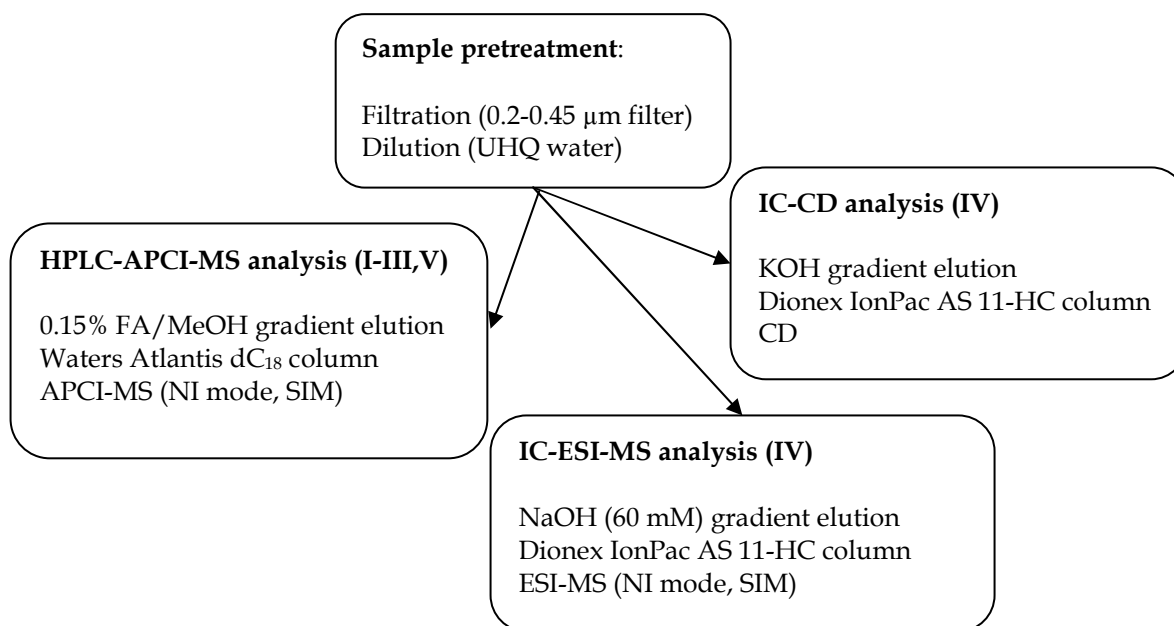 Sample pretreatment:
Filtration (0.2-0.45 µm filter)
Dilution (UHQ water)
IC-CD analysis (IV)
KOH gradient elution
Dionex IonPac AS 11-HC column
CD
HPLC-APCI-MS analysis (I-III,V)
0.15% FA/MeOH gradient elution
Waters Atlantis dC₁₈ column
APCI-MS (NI mode, SIM)
IC-ESI-MS analysis (IV)
NaOH (60 mM) gradient elution
Dionex IonPac AS 11-HC column
ESI-MS (NI mode, SIM)